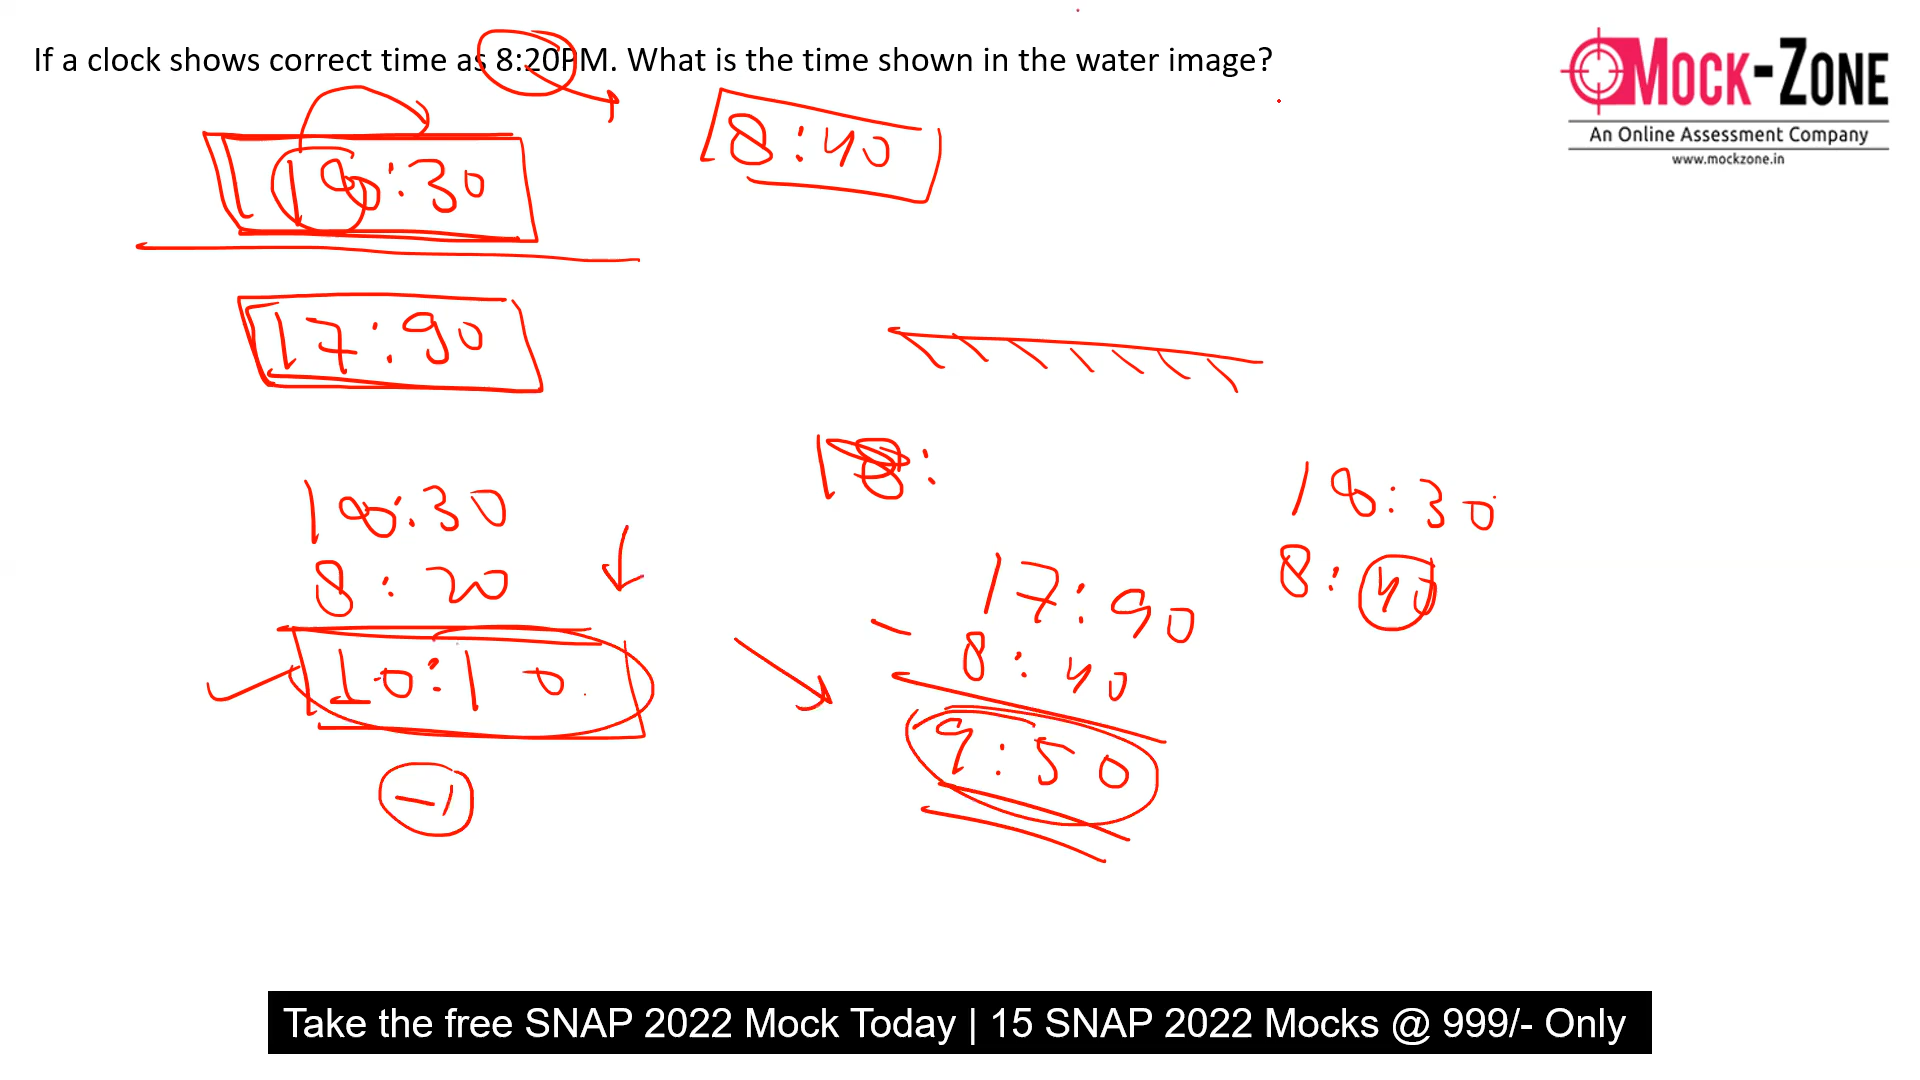 If a clock shows correct time as 8:20PM. What is the time shown in the water image?
MOCK-ZONE
An Online Assessment Company
www.mockzone.in
8:40
18:30
17:90
18:30
8:20
10:10
-1
18:
17:90
- 8:40
9:50
18:30
8:40
Take the free SNAP 2022 Mock Today | 15 SNAP 2022 Mocks @ 999/- Only